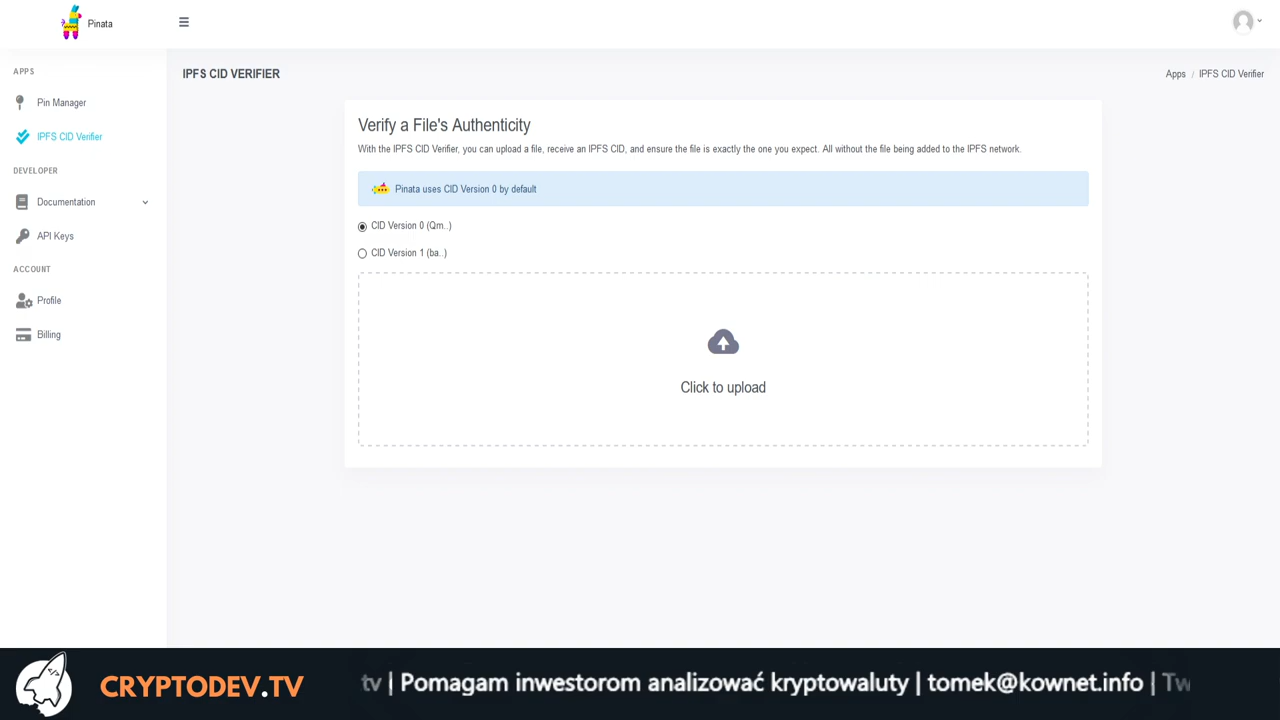 Pinata
APPS
Pin Manager
IPFS CID Verifier
DEVELOPER
Documentation
API Keys
ACCOUNT
Profile
Billing
IPFS CID VERIFIER
Apps / IPFS CID Verifier
Verify a File's Authenticity
With the IPFS CID Verifier, you can upload a file, receive an IPFS CID, and ensure the file is exactly the one you expect. All without the file being added to the IPFS network.
Pinata uses CID Version 0 by default
CID Version 0 (Qm..)
CID Version 1 (ba..)
Click to upload
CRYPTODEV.TV
tv | Pomagam inwestorom analizować kryptowaluty | tomek@kownet.info | Tw